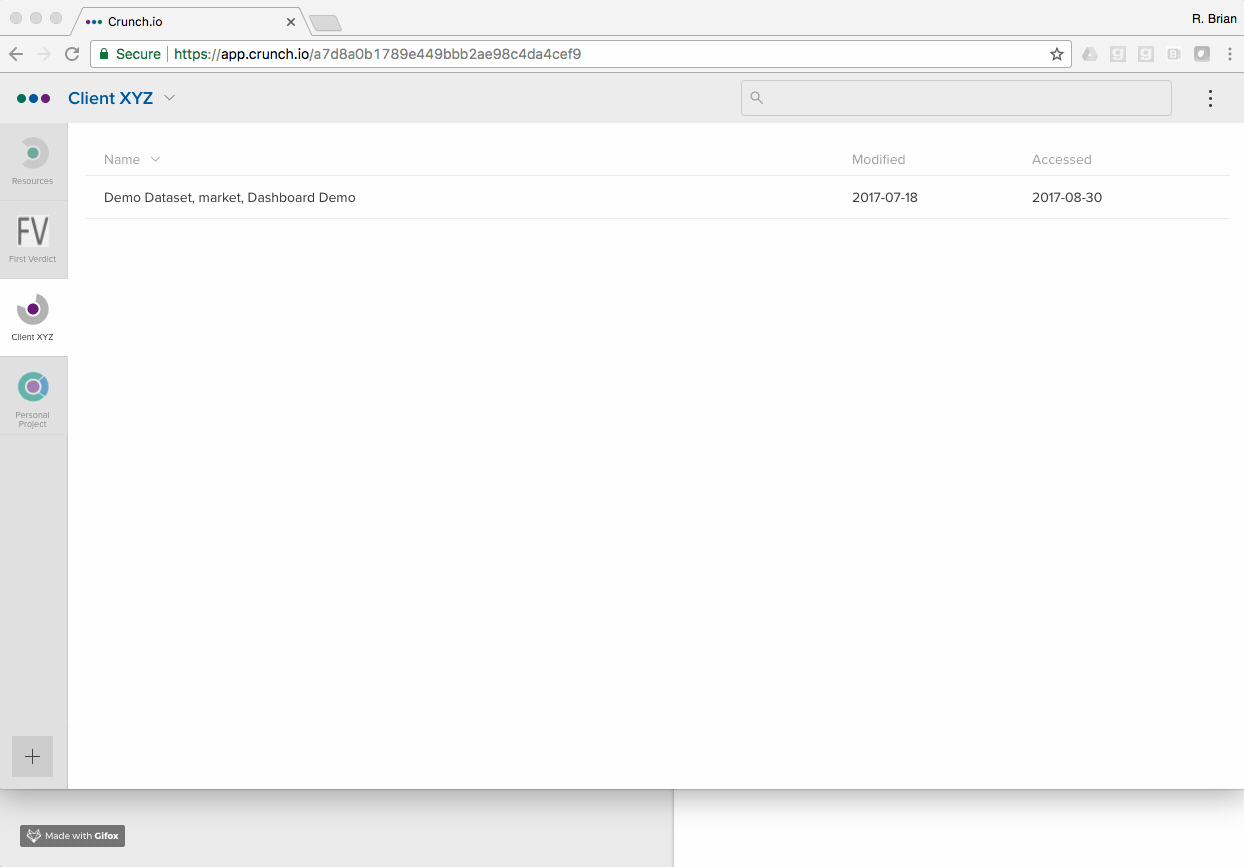 Crunch.io
R. Brian
Secure https://app.crunch.io/a7d8a0b1789e449bbb2ae98c4da4cef9
Client XYZ
Name Modified Accessed
Demo Dataset, market, Dashboard Demo 2017-07-18 2017-08-30
Resources
FV
First Verdict
Client XYZ
Personal
Project
Made with Gifox